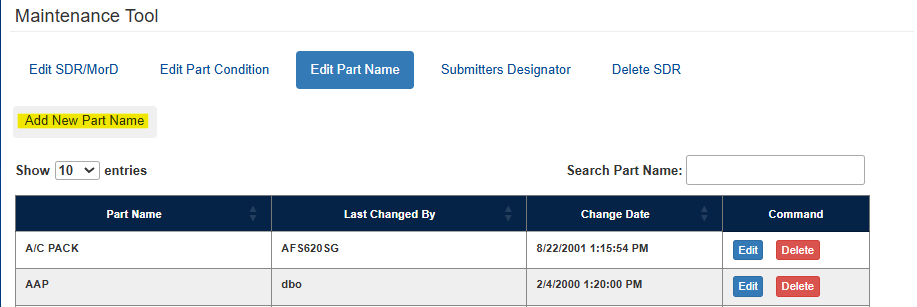 Maintenance Tool
Edit SDR/MorD Edit Part Condition Edit Part Name Submitters Designator Delete SDR
Add New Part Name
Show 10 entries Search Part Name:
Part Name Last Changed By Change Date Command
A/C PACK AFS620SG 8/22/2001 1:15:54 PM Edit Delete
AAP dbo 2/4/2000 1:20:00 PM Edit Delete